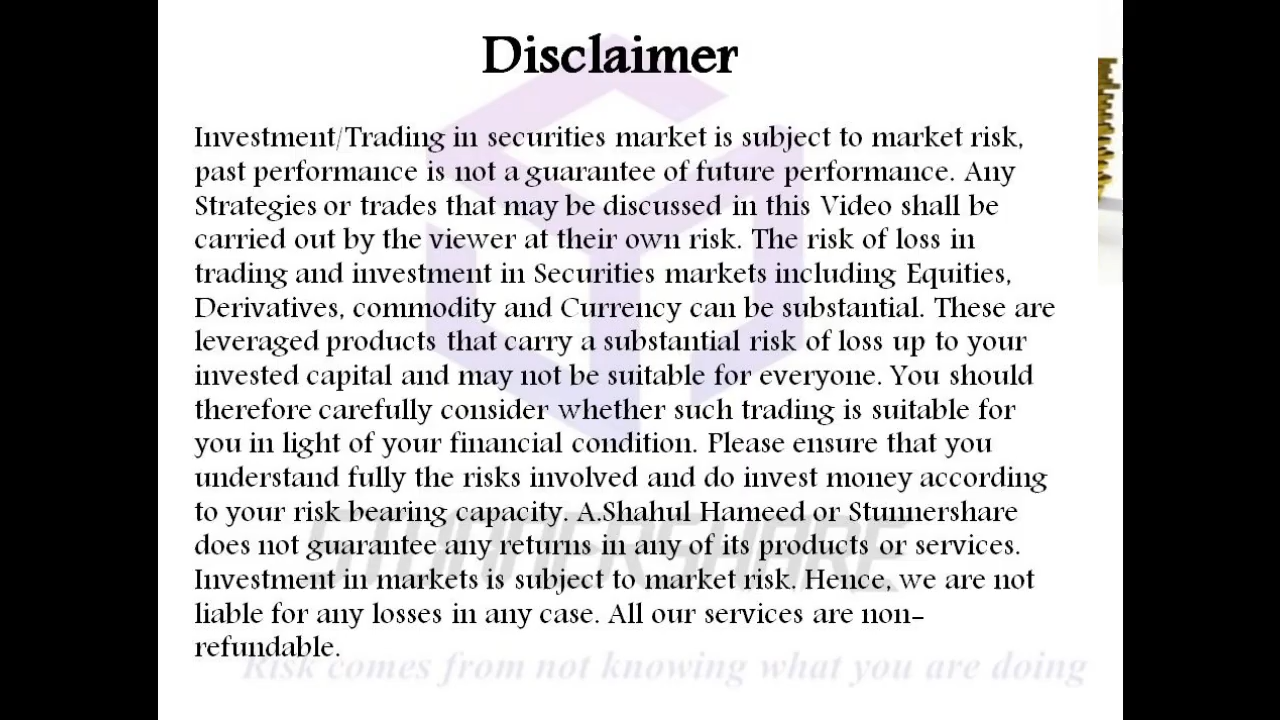 Disclaimer
Investment/Trading in securities market is subject to market risk,
past performance is not a guarantee of future performance. Any
Strategies or trades that may be discussed in this Video shall be
carried out by the viewer at their own risk. The risk of loss in
trading and investment in Securities markets including Equities,
Derivatives, commodity and Currency can be substantial. These are
leveraged products that carry a substantial risk of loss up to your
invested capital and may not be suitable for everyone. You should
therefore carefully consider whether such trading is suitable for
you in light of your financial condition. Please ensure that you
understand fully the risks involved and do invest money according
to your risk bearing capacity. A.Shahul Hameed or Stunnershare
does not guarantee any returns in any of its products or services.
STUNNERSHARE
Investment in markets is subject to market risk. Hence, we are not
liable for any losses in any case. All our services are non-
refundable.
Risk comes from not knowing what you are doing